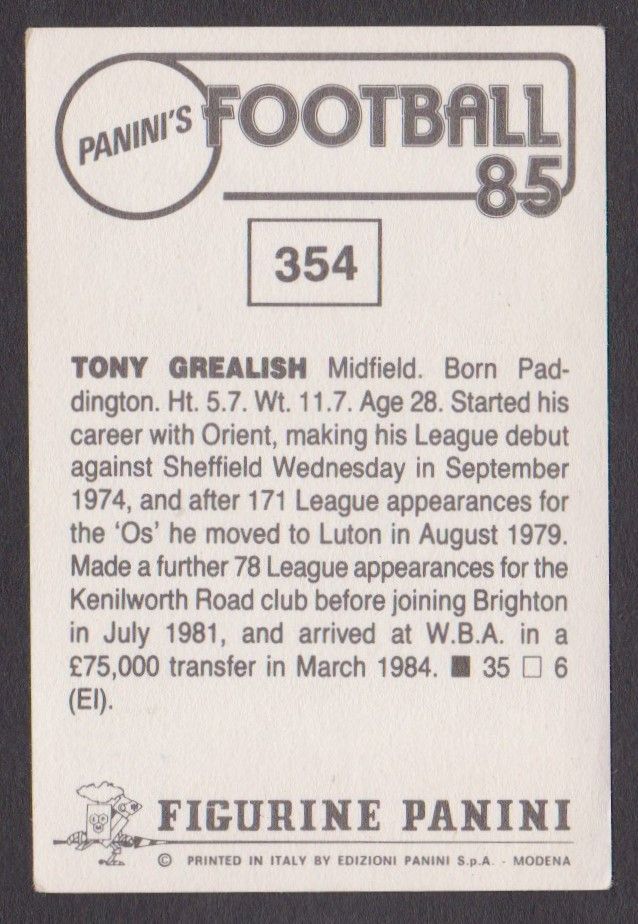 PANINI'S FOOTBALL
85
354
TONY GREALISH Midfield. Born Pad-
dington. Ht. 5.7. Wt. 11.7. Age 28. Started his
career with Orient, making his League debut
against Sheffield Wednesday in September
1974, and after 171 League appearances for
the ‘Os’ he moved to Luton in August 1979.
Made a further 78 League appearances for the
Kenilworth Road club before joining Brighton
in July 1981, and arrived at W.B.A. in a
£75,000 transfer in March 1984. ■ 35 □ 6
(EI).
FIGURINE PANINI
© PRINTED IN ITALY BY EDIZIONI PANINI S.p.A. - MODENA